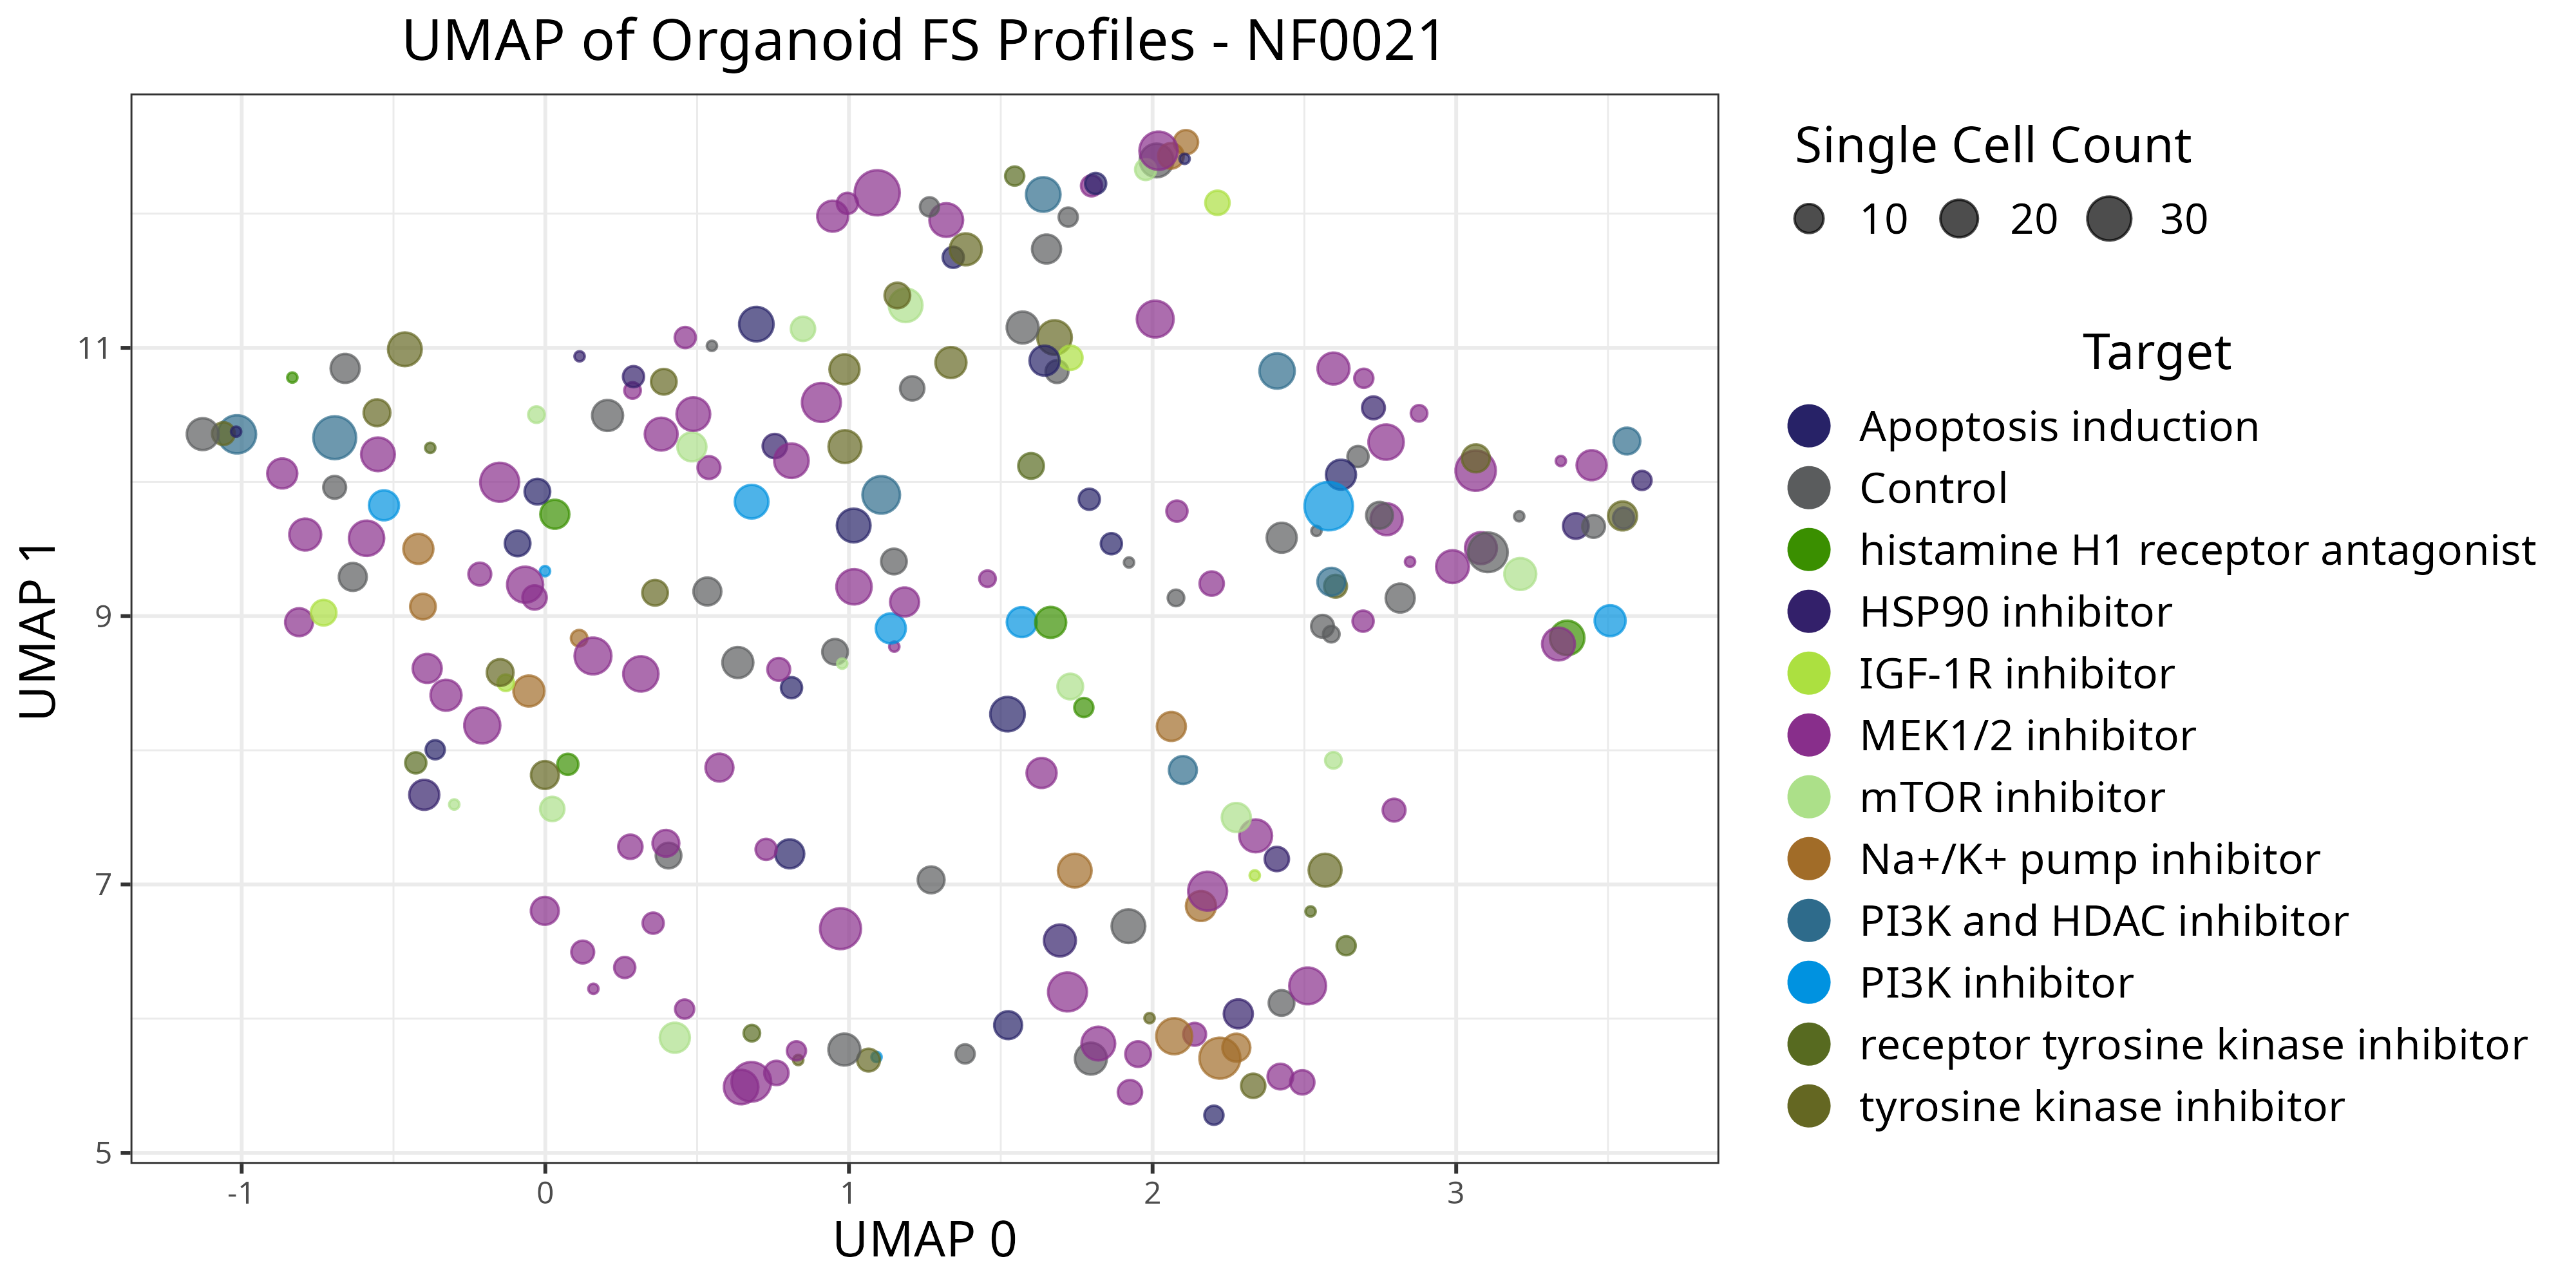 UMAP of Organoid FS Profiles - NF0021
UMAP 1
11
9
7
5
-1 0 1 2 3
UMAP 0
Single Cell Count
10 20 30
Target
Apoptosis induction
Control
histamine H1 receptor antagonist
HSP90 inhibitor
IGF-1R inhibitor
MEK1/2 inhibitor
mTOR inhibitor
Na+/K+ pump inhibitor
PI3K and HDAC inhibitor
PI3K inhibitor
receptor tyrosine kinase inhibitor
tyrosine kinase inhibitor